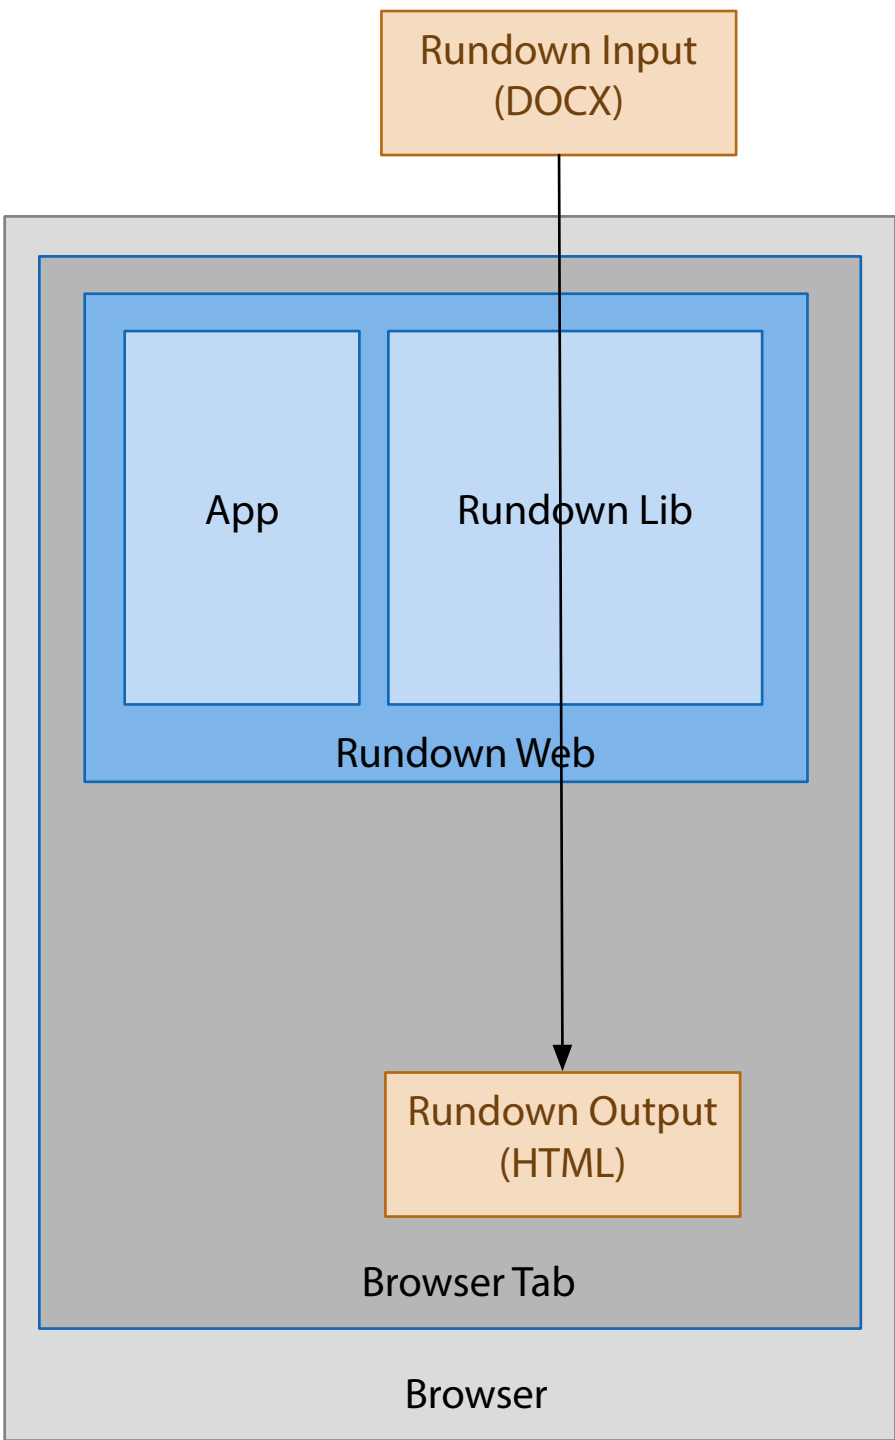 Rundown Input
(DOCX)
App
Rundown Lib
Rundown Web
Rundown Output
(HTML)
Browser Tab
Browser